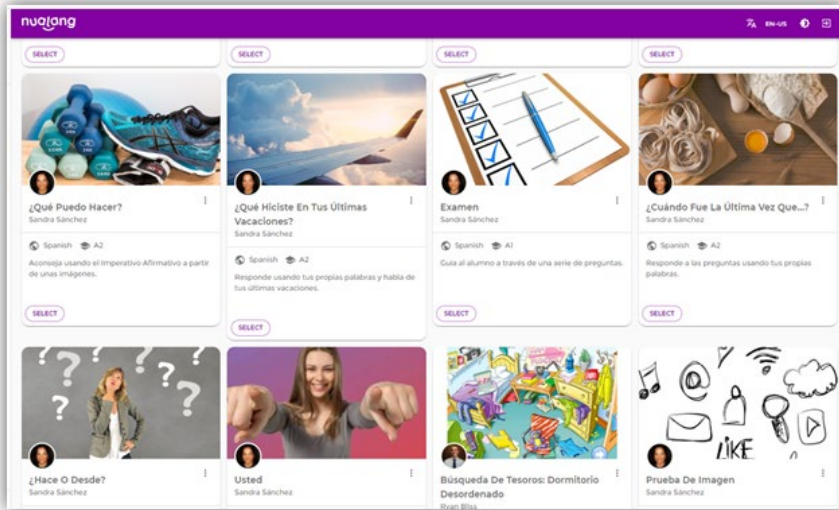 nualang
EN-US
SELECT
SELECT
SELECT
SELECT
¿Qué Puedo Hacer?
Sandra Sánchez
Spanish A2
Aconseja usando el Imperativo Afirmativo a partir
de unas imágenes.
SELECT
¿Qué Hiciste En Tus Últimas
Vacaciones?
Sandra Sánchez
Spanish A2
Responde usando tus propias palabras y habla de
tus últimas vacaciones.
SELECT
Examen
Sandra Sánchez
Spanish A1
Guia al alumno a través de una serie de preguntas.
SELECT
¿Cuándo Fue La Última Vez Que...?
Sandra Sánchez
Spanish A2
Responde a las preguntas usando tus propias
palabras.
SELECT
¿Hace O Desde?
Sandra Sánchez
Usted
Sandra Sánchez
Búsqueda De Tesoros: Dormitorio
Desordenado
Ryan Bliss
LIKE
Prueba De Imagen
Sandra Sánchez